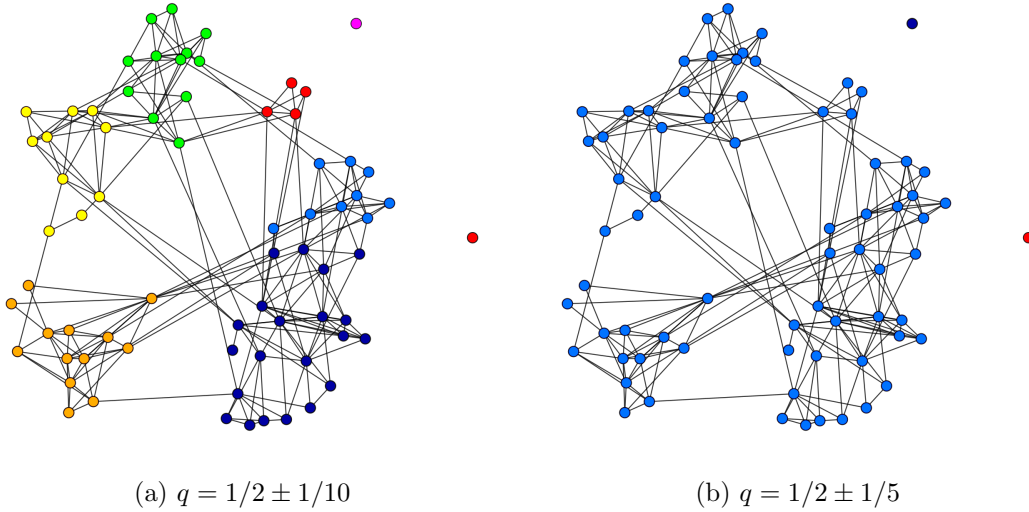 (a) q = 1/2 ± 1/10
(b) q = 1/2 ± 1/5